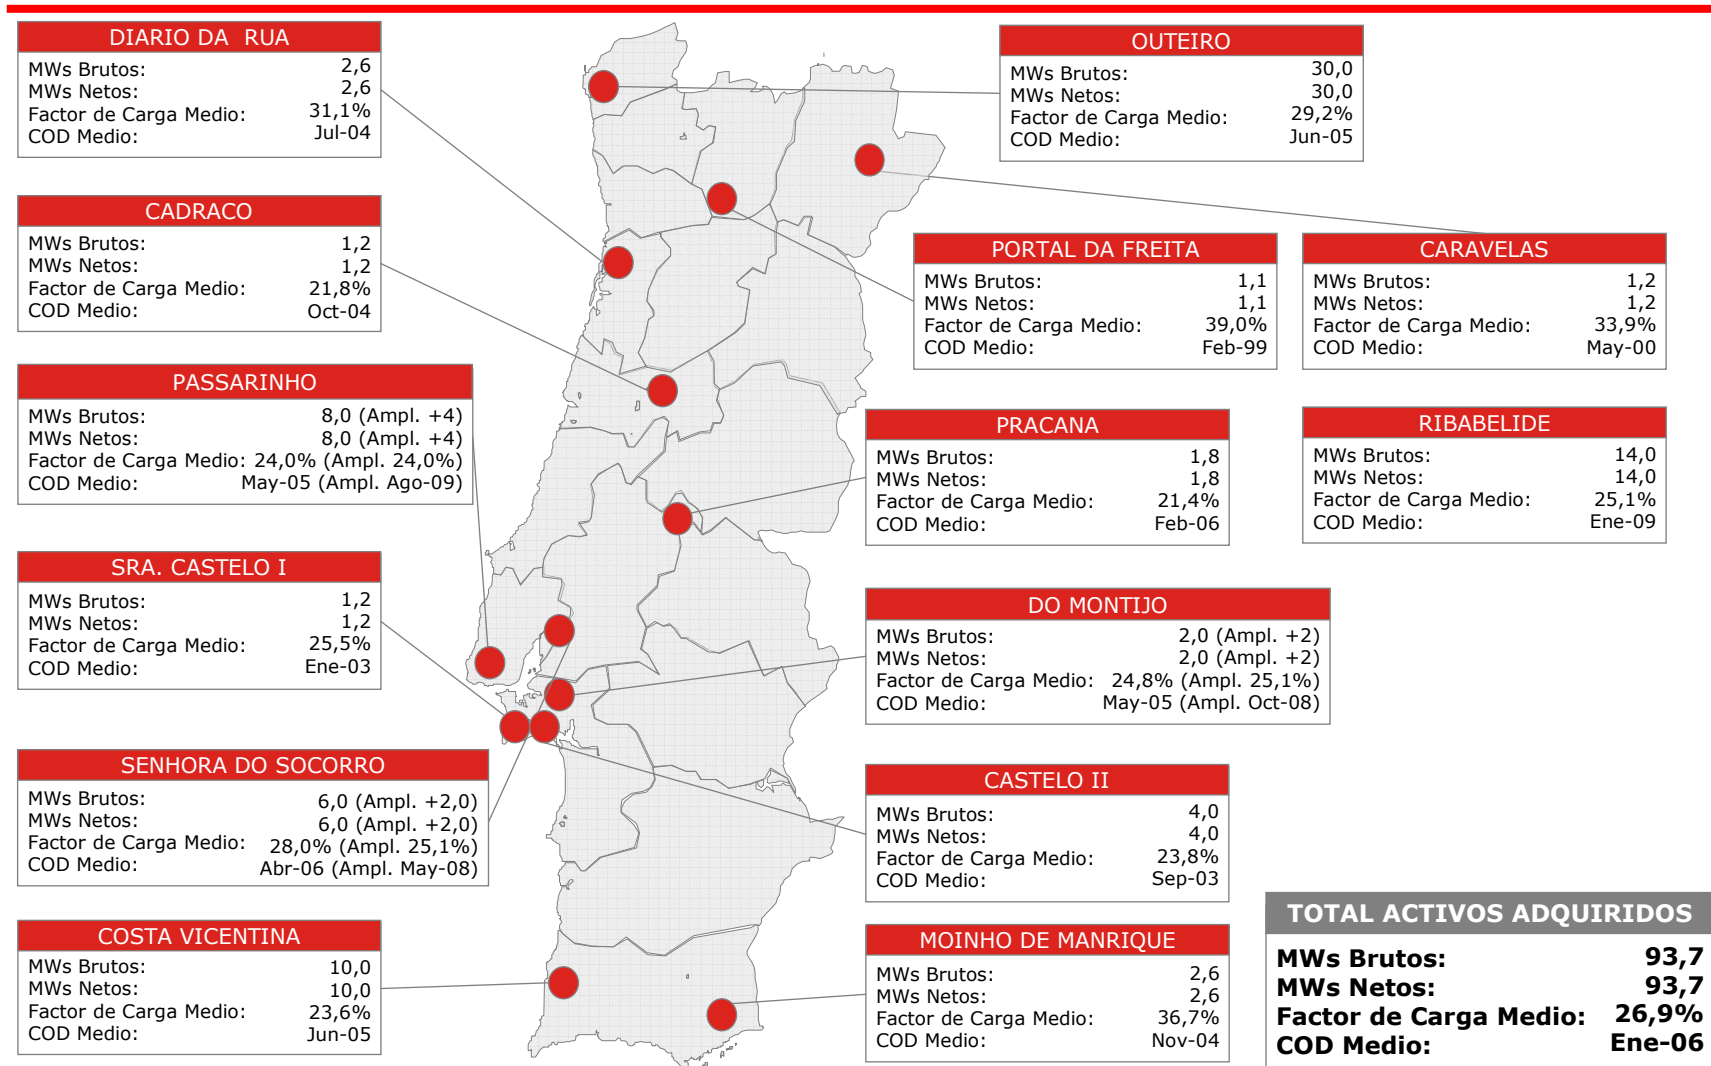 DIARIO DA RUA
MWs Brutos: 2,6
MWs Netos: 2,6
Factor de Carga Medio: 31,1%
COD Medio: Jul-04
OUTEIRO
MWs Brutos: 30,0
MWs Netos: 30,0
Factor de Carga Medio: 29,2%
COD Medio: Jun-05
CADRACO
MWs Brutos: 1,2
MWs Netos: 1,2
Factor de Carga Medio: 21,8%
COD Medio: Oct-04
PORTAL DA FREITA
MWs Brutos: 1,1
MWs Netos: 1,1
Factor de Carga Medio: 39,0%
COD Medio: Feb-99
CARAVELAS
MWs Brutos: 1,2
MWs Netos: 1,2
Factor de Carga Medio: 33,9%
COD Medio: May-00
PASSARINHO
MWs Brutos: 8,0 (Ampl. +4)
MWs Netos: 8,0 (Ampl. +4)
Factor de Carga Medio: 24,0% (Ampl. 24,0%)
COD Medio: May-05 (Ampl. Ago-09)
PRACANA
MWs Brutos: 1,8
MWs Netos: 1,8
Factor de Carga Medio: 21,4%
COD Medio: Feb-06
RIBABELIDE
MWs Brutos: 14,0
MWs Netos: 14,0
Factor de Carga Medio: 25,1%
COD Medio: Ene-09
SRA. CASTELO I
MWs Brutos: 1,2
MWs Netos: 1,2
Factor de Carga Medio: 25,5%
COD Medio: Ene-03
DO MONTIJO
MWs Brutos: 2,0 (Ampl. +2)
MWs Netos: 2,0 (Ampl. +2)
Factor de Carga Medio: 24,8% (Ampl. 25,1%)
COD Medio: May-05 (Ampl. Oct-08)
SENHORA DO SOCORRO
MWs Brutos: 6,0 (Ampl. +2,0)
MWs Netos: 6,0 (Ampl. +2,0)
Factor de Carga Medio: 28,0% (Ampl. 25,1%)
COD Medio: Abr-06 (Ampl. May-08)
CASTELO II
MWs Brutos: 4,0
MWs Netos: 4,0
Factor de Carga Medio: 23,8%
COD Medio: Sep-03
COSTA VICENTINA
MWs Brutos: 10,0
MWs Netos: 10,0
Factor de Carga Medio: 23,6%
COD Medio: Jun-05
MOINHO DE MANRIQUE
MWs Brutos: 2,6
MWs Netos: 2,6
Factor de Carga Medio: 36,7%
COD Medio: Nov-04
TOTAL ACTIVOS ADQUIRIDOS
MWs Brutos: 93,7
MWs Netos: 93,7
Factor de Carga Medio: 26,9%
COD Medio: Ene-06